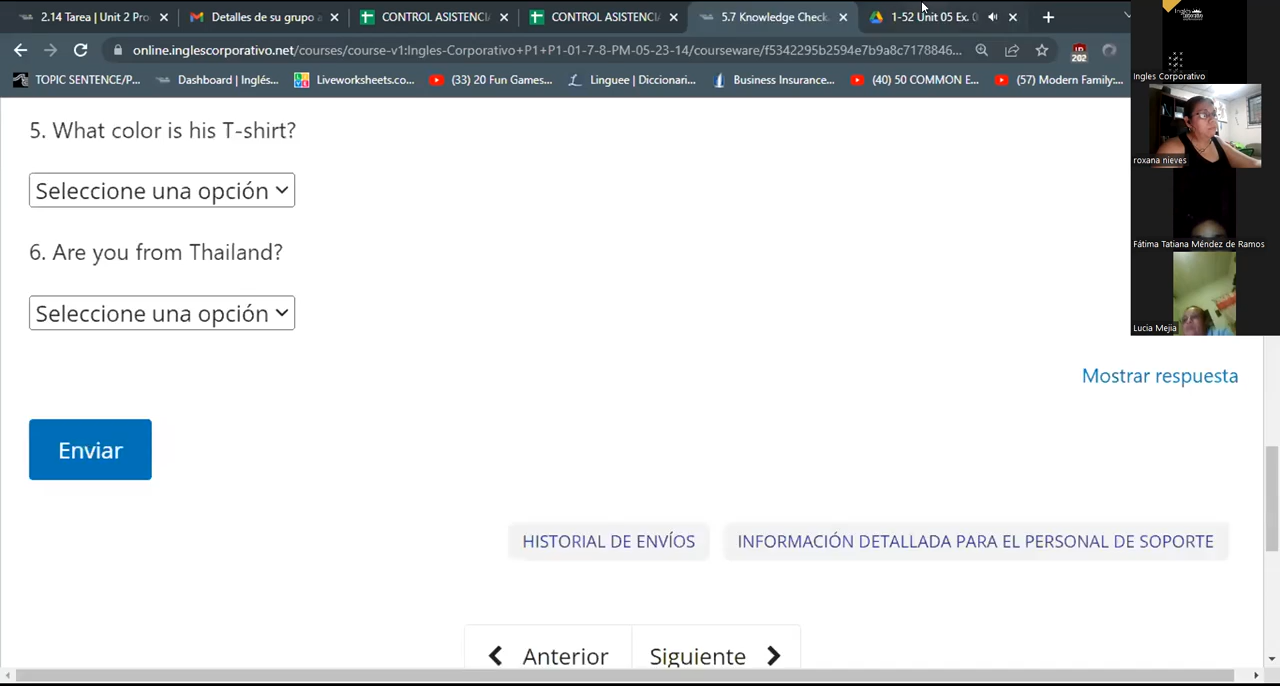 2.14 Tarea | Unit 2 Pro
Detalles de su grupo a
CONTROL ASISTENCI
CONTROL ASISTENCI
5.7 Knowledge Check
1-52 Unit 05 Ex.
online.inglescorporativo.net/courses/course-v1:Ingles-Corporativo+P1+P1-01-7-8-PM-05-23-14/courseware/f5342295b2594e7b9a8c7178846...
202
TOPIC SENTENCE/P...
Dashboard | Inglés...
Liveworksheets.co...
(33) 20 Fun Games...
Linguee | Diccionari...
Business Insurance...
(40) 50 COMMON E...
(57) Modern Family:...
Ingles Corporativo
roxana nieves
Fátima Tatiana Méndez de Ramos
Lucia Mejia
5. What color is his T-shirt?
Seleccione una opción
6. Are you from Thailand?
Seleccione una opción
Mostrar respuesta
Enviar
HISTORIAL DE ENVÍOS
INFORMACIÓN DETALLADA PARA EL PERSONAL DE SOPORTE
Anterior
Siguiente